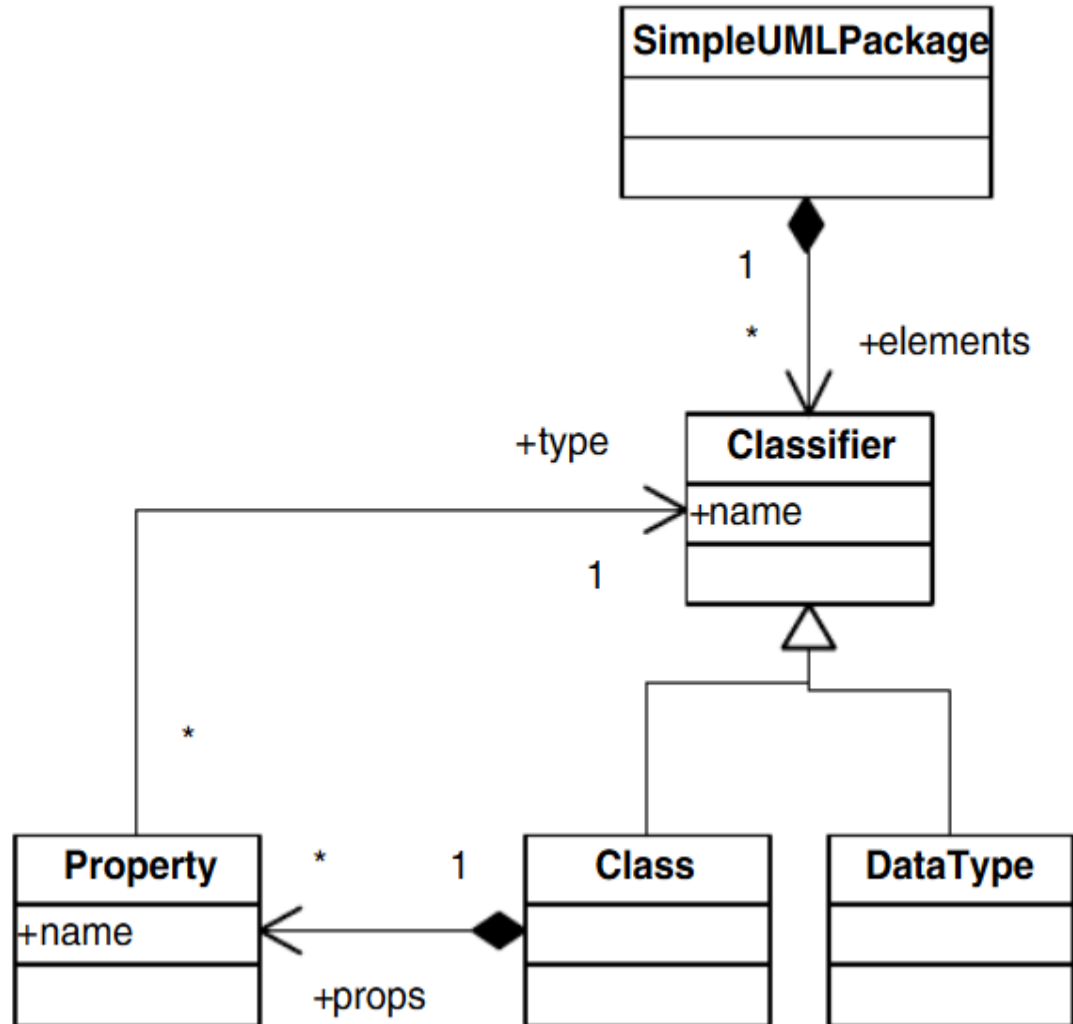 SimpleUMLPackage
1
*
+elements
+type
Classifier
+name
1
*
Property
*
1
Class
DataType
+name
+props